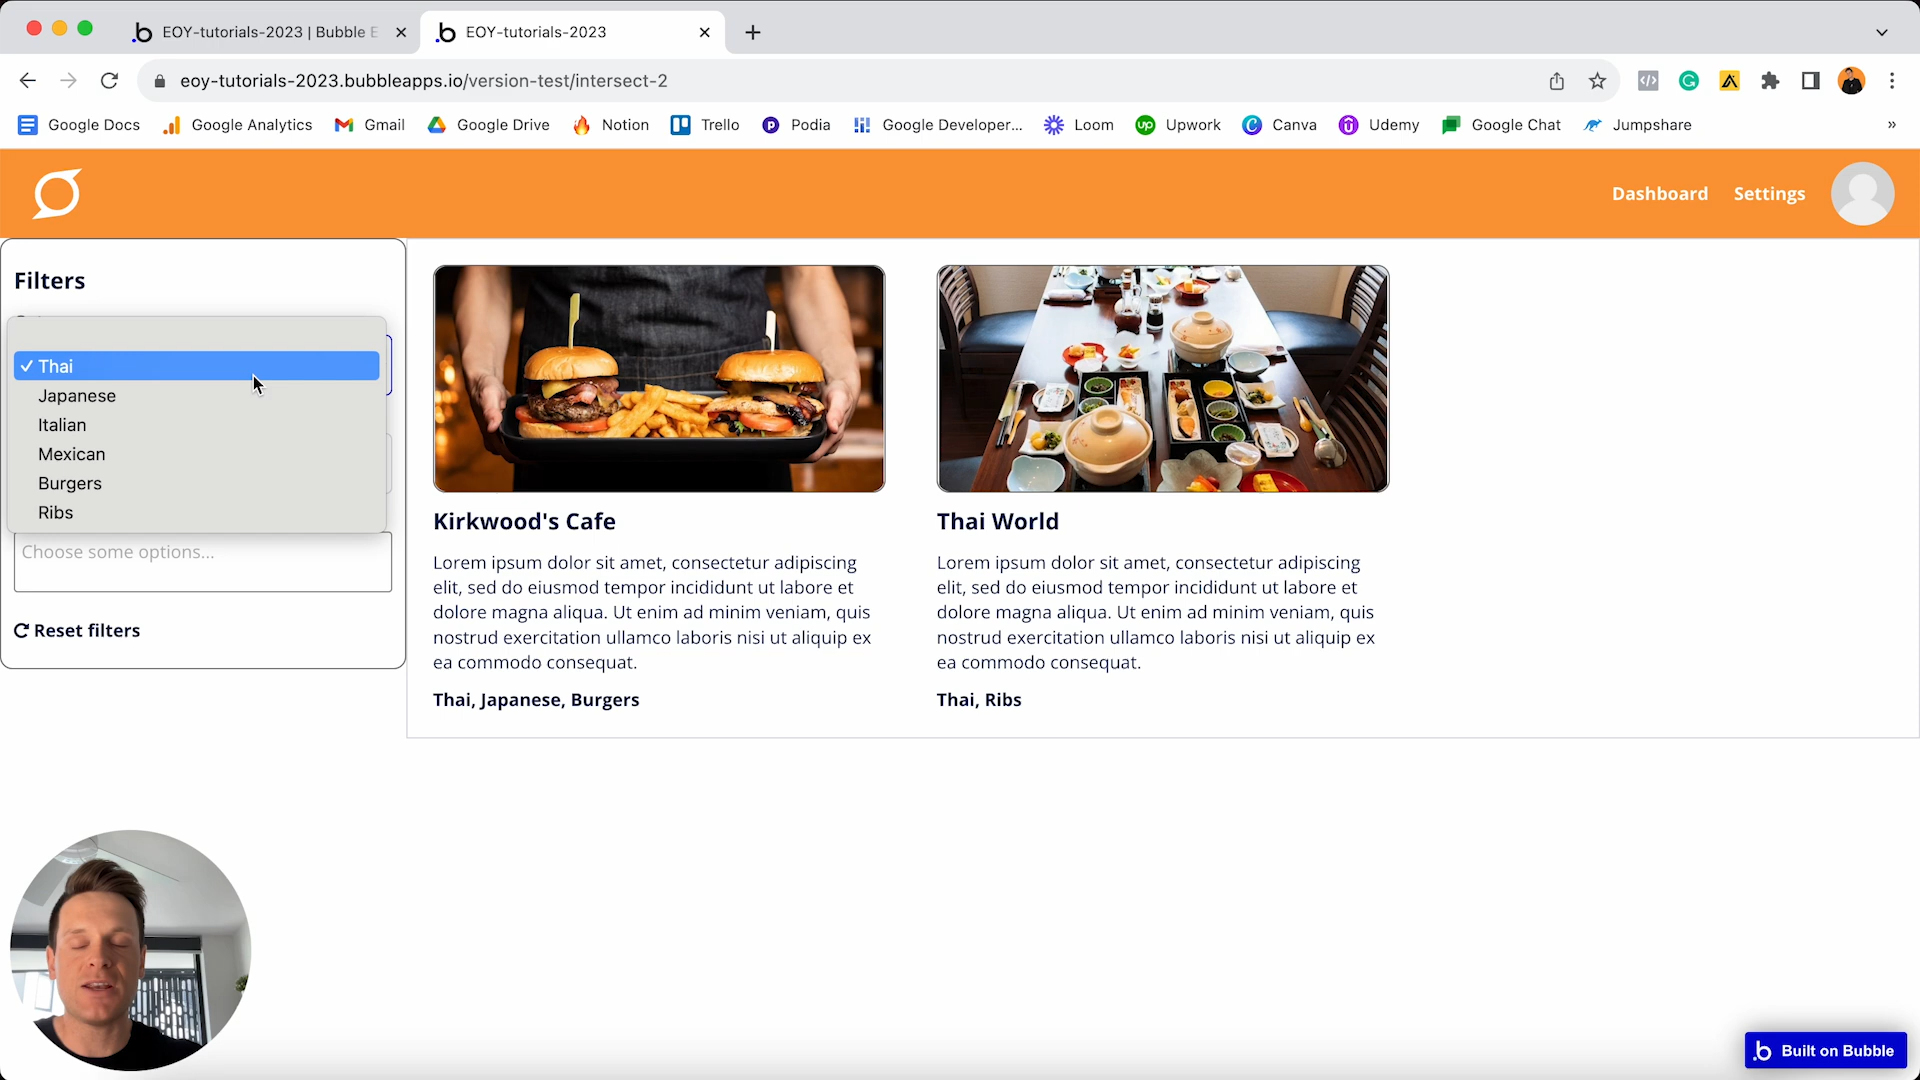 EOY-tutorials-2023 | Bubble E
EOY-tutorials-2023
eoy-tutorials-2023.bubbleapps.io/version-test/intersect-2
Google Docs
Google Analytics
Gmail
Google Drive
Notion
Trello
Podia
Google Developer...
Loom
Upwork
Canva
Udemy
Google Chat
Jumpshare
»
Dashboard
Settings
Filters
✓ Thai
Japanese
Italian
Mexican
Burgers
Ribs
Choose some options...
Reset filters
Kirkwood's Cafe
Lorem ipsum dolor sit amet, consectetur adipiscing
elit, sed do eiusmod tempor incididunt ut labore et
dolore magna aliqua. Ut enim ad minim veniam, quis
nostrud exercitation ullamco laboris nisi ut aliquip ex
ea commodo consequat.
Thai, Japanese, Burgers
Thai World
Lorem ipsum dolor sit amet, consectetur adipiscing
elit, sed do eiusmod tempor incididunt ut labore et
dolore magna aliqua. Ut enim ad minim veniam, quis
nostrud exercitation ullamco laboris nisi ut aliquip ex
ea commodo consequat.
Thai, Ribs
Built on Bubble